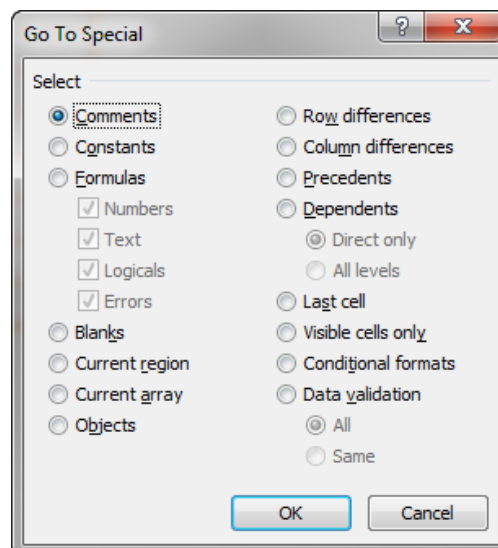 Go To Special
Select
Comments
Constants
Formulas
Numbers
Text
Logicals
Errors
Blanks
Current region
Current array
Objects
Row differences
Column differences
Precedents
Dependents
Direct only
All levels
Last cell
Visible cells only
Conditional formats
Data validation
All
Same
OK
Cancel